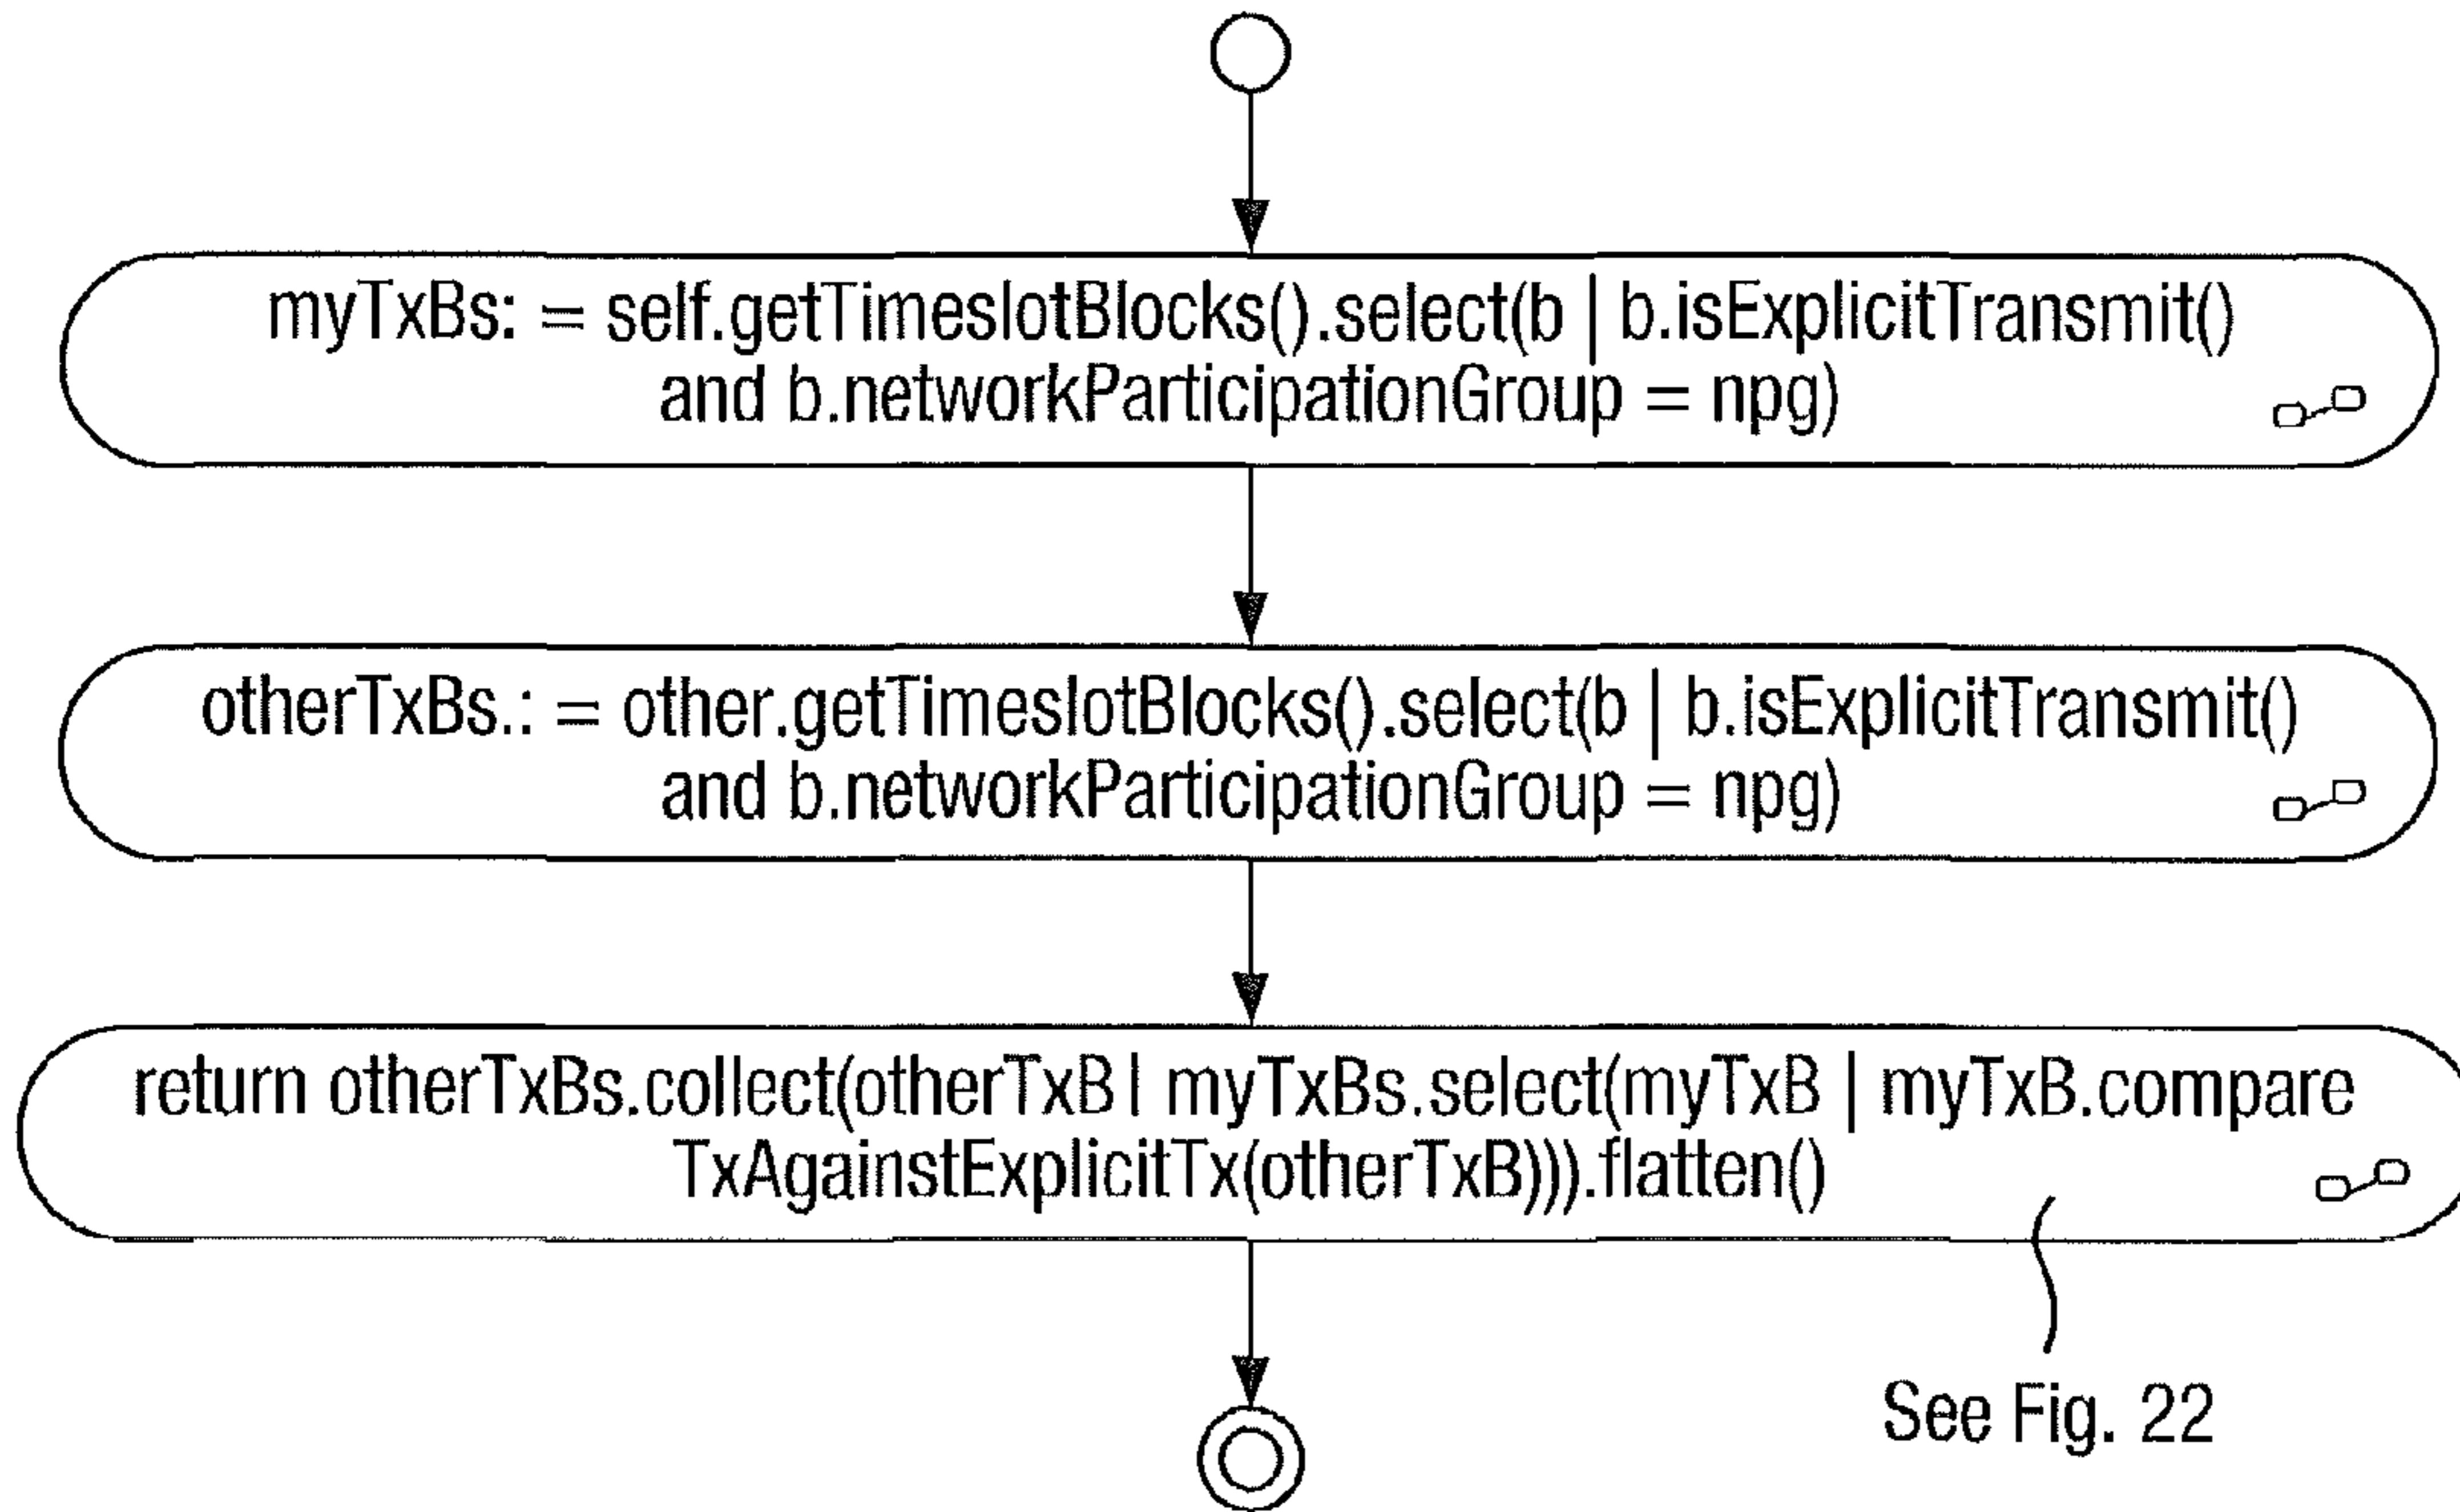 myTxBs: = self.getTimeslotBlocks().select(b | b.isExplicitTransmit()
and b.networkParticipationGroup = npg)
otherTxBs.: = other.getTimeslotBlocks().select(b | b.isExplicitTransmit()
and b.networkParticipationGroup = npg)
return otherTxBs.collect(otherTxB | myTxBs.select(myTxB | myTxB.compare
TxAgainstExplicitTx(otherTxB))).flatten()
See Fig. 22